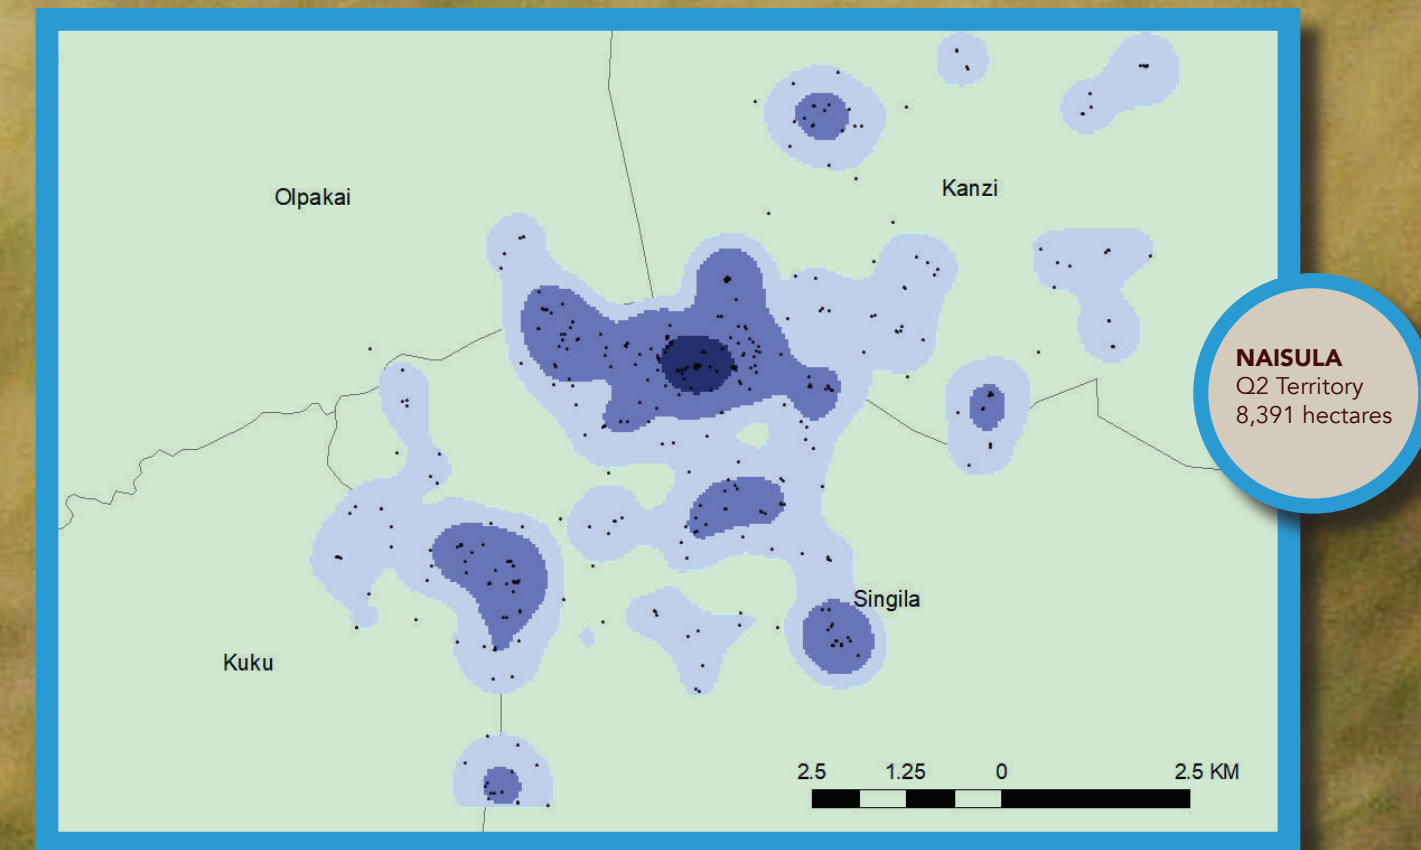 Olpakai
Kanzi
NAISULA
Q2 Territory
8,391 hectares
Singila
Kuku
2.5 1.25 0 2.5 KM